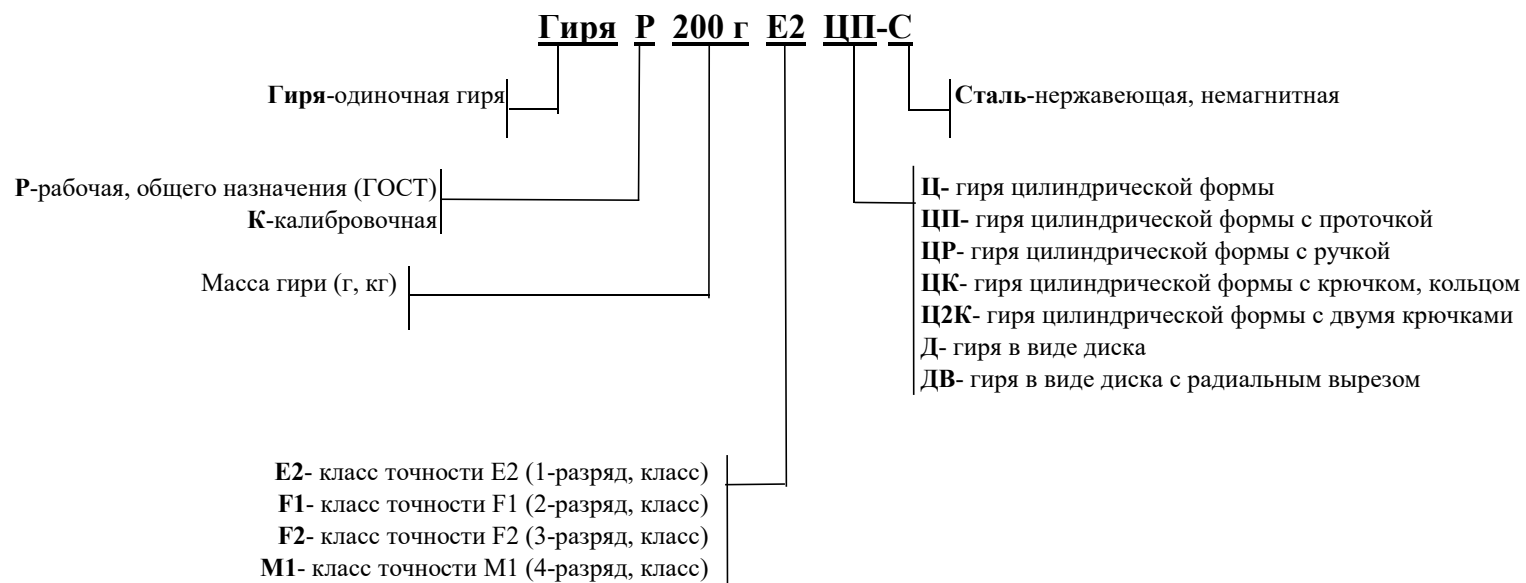 Гиря Р 200 г Е2 ЦП-С
Гиря-одиночная гиря
Сталь-нержавеющая, немагнитная
Р-рабочая, общего назначения (ГОСТ)
К-калибровочная
Масса гири (г, кг)
Ц- гиря цилиндрической формы
ЦП- гиря цилиндрической формы с проточкой
ЦР- гиря цилиндрической формы с ручкой
ЦК- гиря цилиндрической формы с крючком, кольцом
Ц2К- гиря цилиндрической формы с двумя крючками
Д- гиря в виде диска
ДВ- гиря в виде диска с радиальным вырезом
Е2- класс точности Е2 (1-разряд, класс)
F1- класс точности F1 (2-разряд, класс)
F2- класс точности F2 (3-разряд, класс)
М1- класс точности М1 (4-разряд, класс)